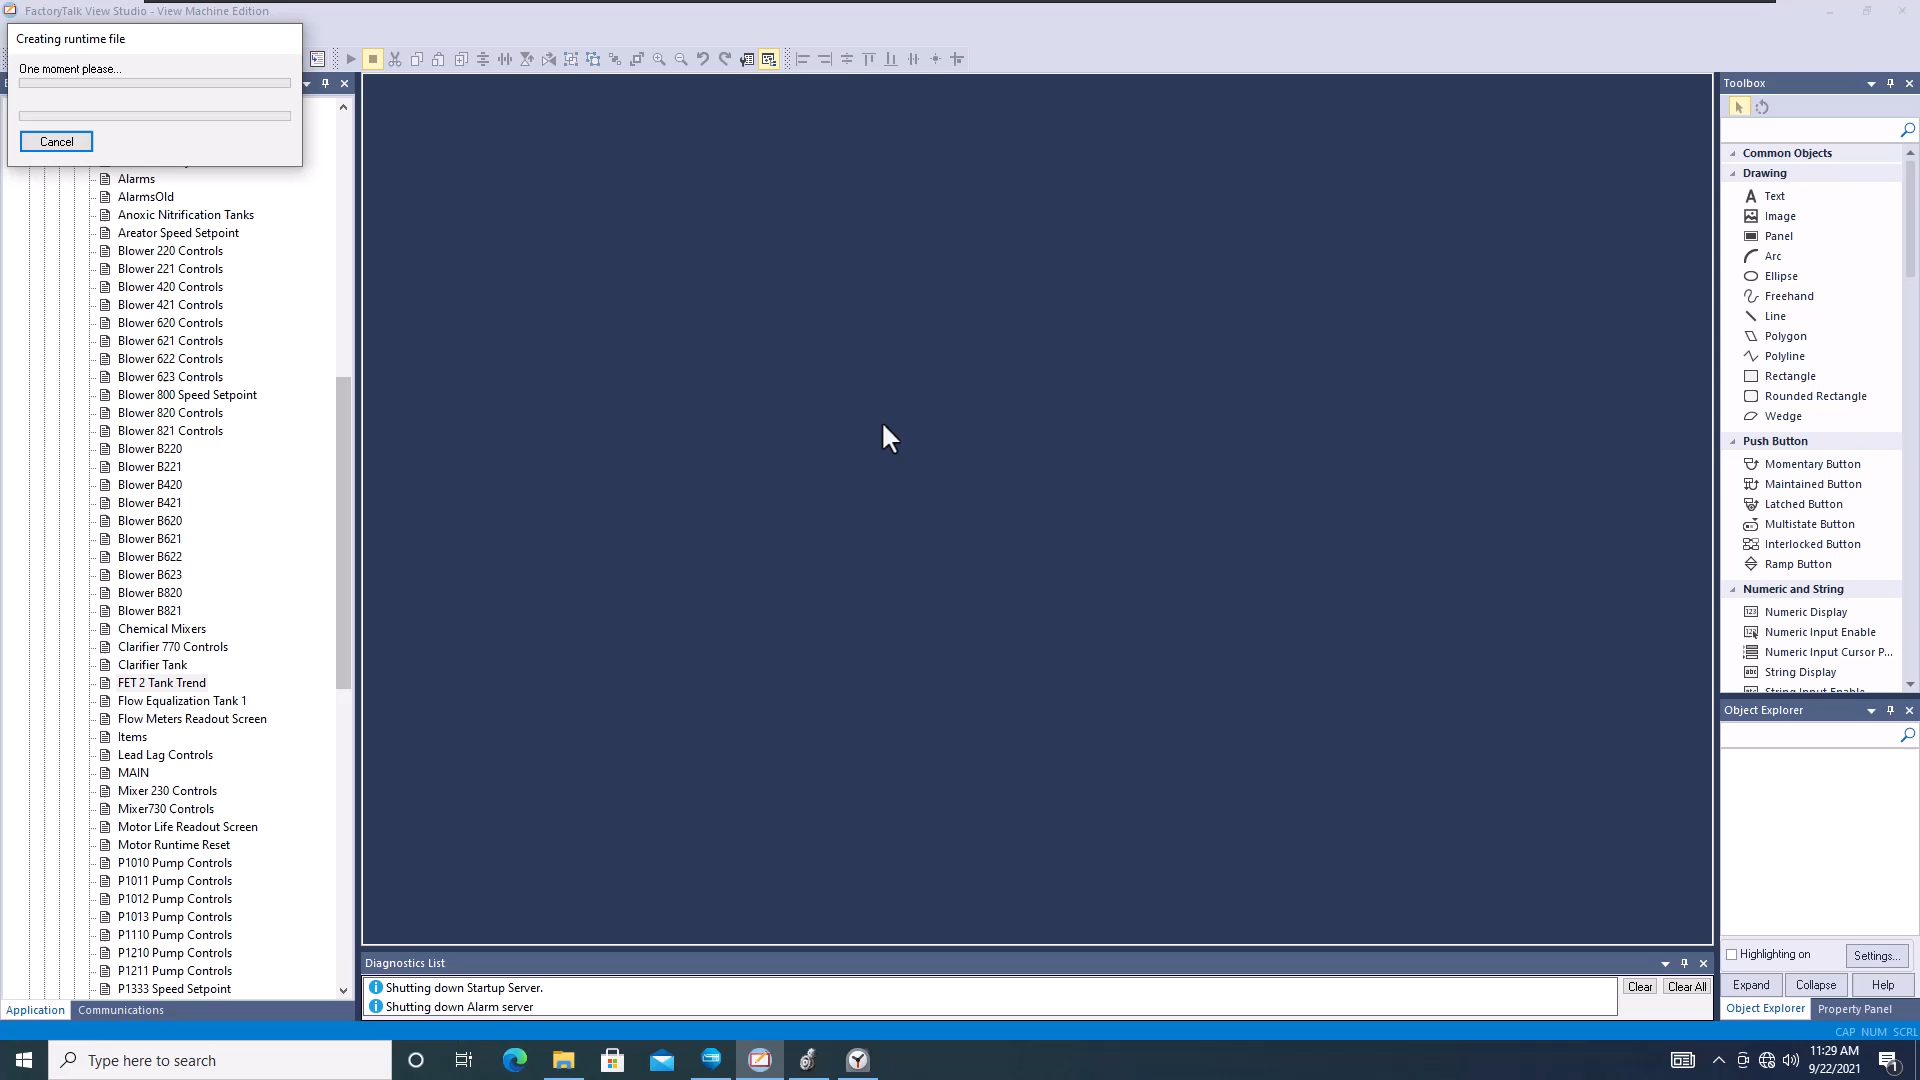 FactoryTalk View Studio - View Machine Edition
Creating runtime file
One moment please...
Cancel
Alarms
AlarmsOld
Anoxic Nitrification Tanks
Areator Speed Setpoint
Blower 220 Controls
Blower 221 Controls
Blower 420 Controls
Blower 421 Controls
Blower 620 Controls
Blower 621 Controls
Blower 622 Controls
Blower 623 Controls
Blower 800 Speed Setpoint
Blower 820 Controls
Blower 821 Controls
Blower B220
Blower B221
Blower B420
Blower B421
Blower B620
Blower B621
Blower B622
Blower B623
Blower B820
Blower B821
Chemical Mixers
Clarifier 770 Controls
Clarifier Tank
FET 2 Tank Trend
Flow Equalization Tank 1
Flow Meters Readout Screen
Items
Lead Lag Controls
MAIN
Mixer 230 Controls
Mixer730 Controls
Motor Life Readout Screen
Motor Runtime Reset
P1010 Pump Controls
P1011 Pump Controls
P1012 Pump Controls
P1013 Pump Controls
P1110 Pump Controls
P1210 Pump Controls
P1211 Pump Controls
P1333 Speed Setpoint
Application
Communications
Diagnostics List
Shutting down Startup Server.
Shutting down Alarm server
Clear
Clear All
Toolbox
Common Objects
Drawing
Text
Image
Panel
Arc
Ellipse
Freehand
Line
Polygon
Polyline
Rectangle
Rounded Rectangle
Wedge
Push Button
Momentary Button
Maintained Button
Latched Button
Multistate Button
Interlocked Button
Ramp Button
Numeric and String
Numeric Display
Numeric Input Enable
Numeric Input Cursor P...
String Display
String Input Enable
Object Explorer
Highlighting on
Settings...
Expand
Collapse
Help
Object Explorer
Property Panel
CAP NUM SCRL
Type here to search
11:29 AM
9/22/2021
1